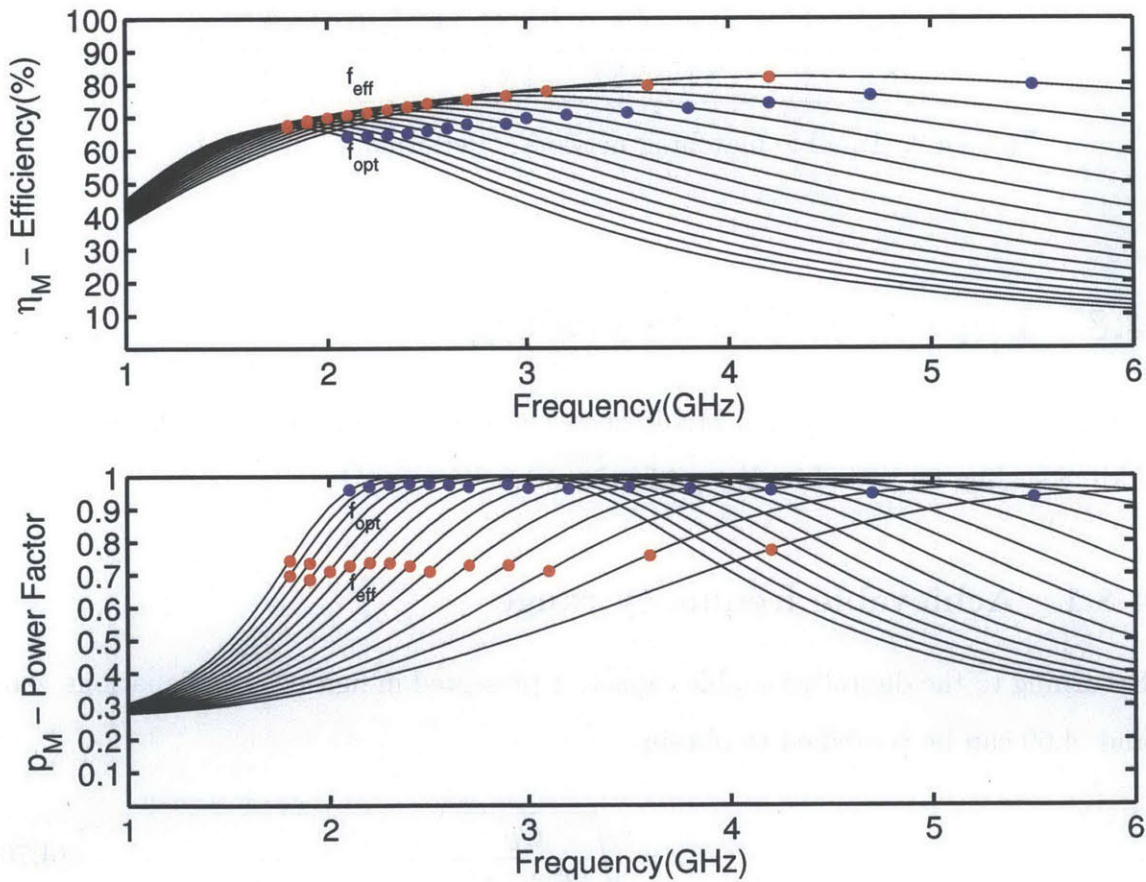 100
90
80
70
60
50
40
30
20
10
η_M – Efficiency(%)
f_eff
f_opt
1 2 3 4 5 6
Frequency(GHz)
1
0.9
0.8
0.7
0.6
0.5
0.4
0.3
0.2
0.1
p_M – Power Factor
f_opt
f_eff
1 2 3 4 5 6
Frequency(GHz)